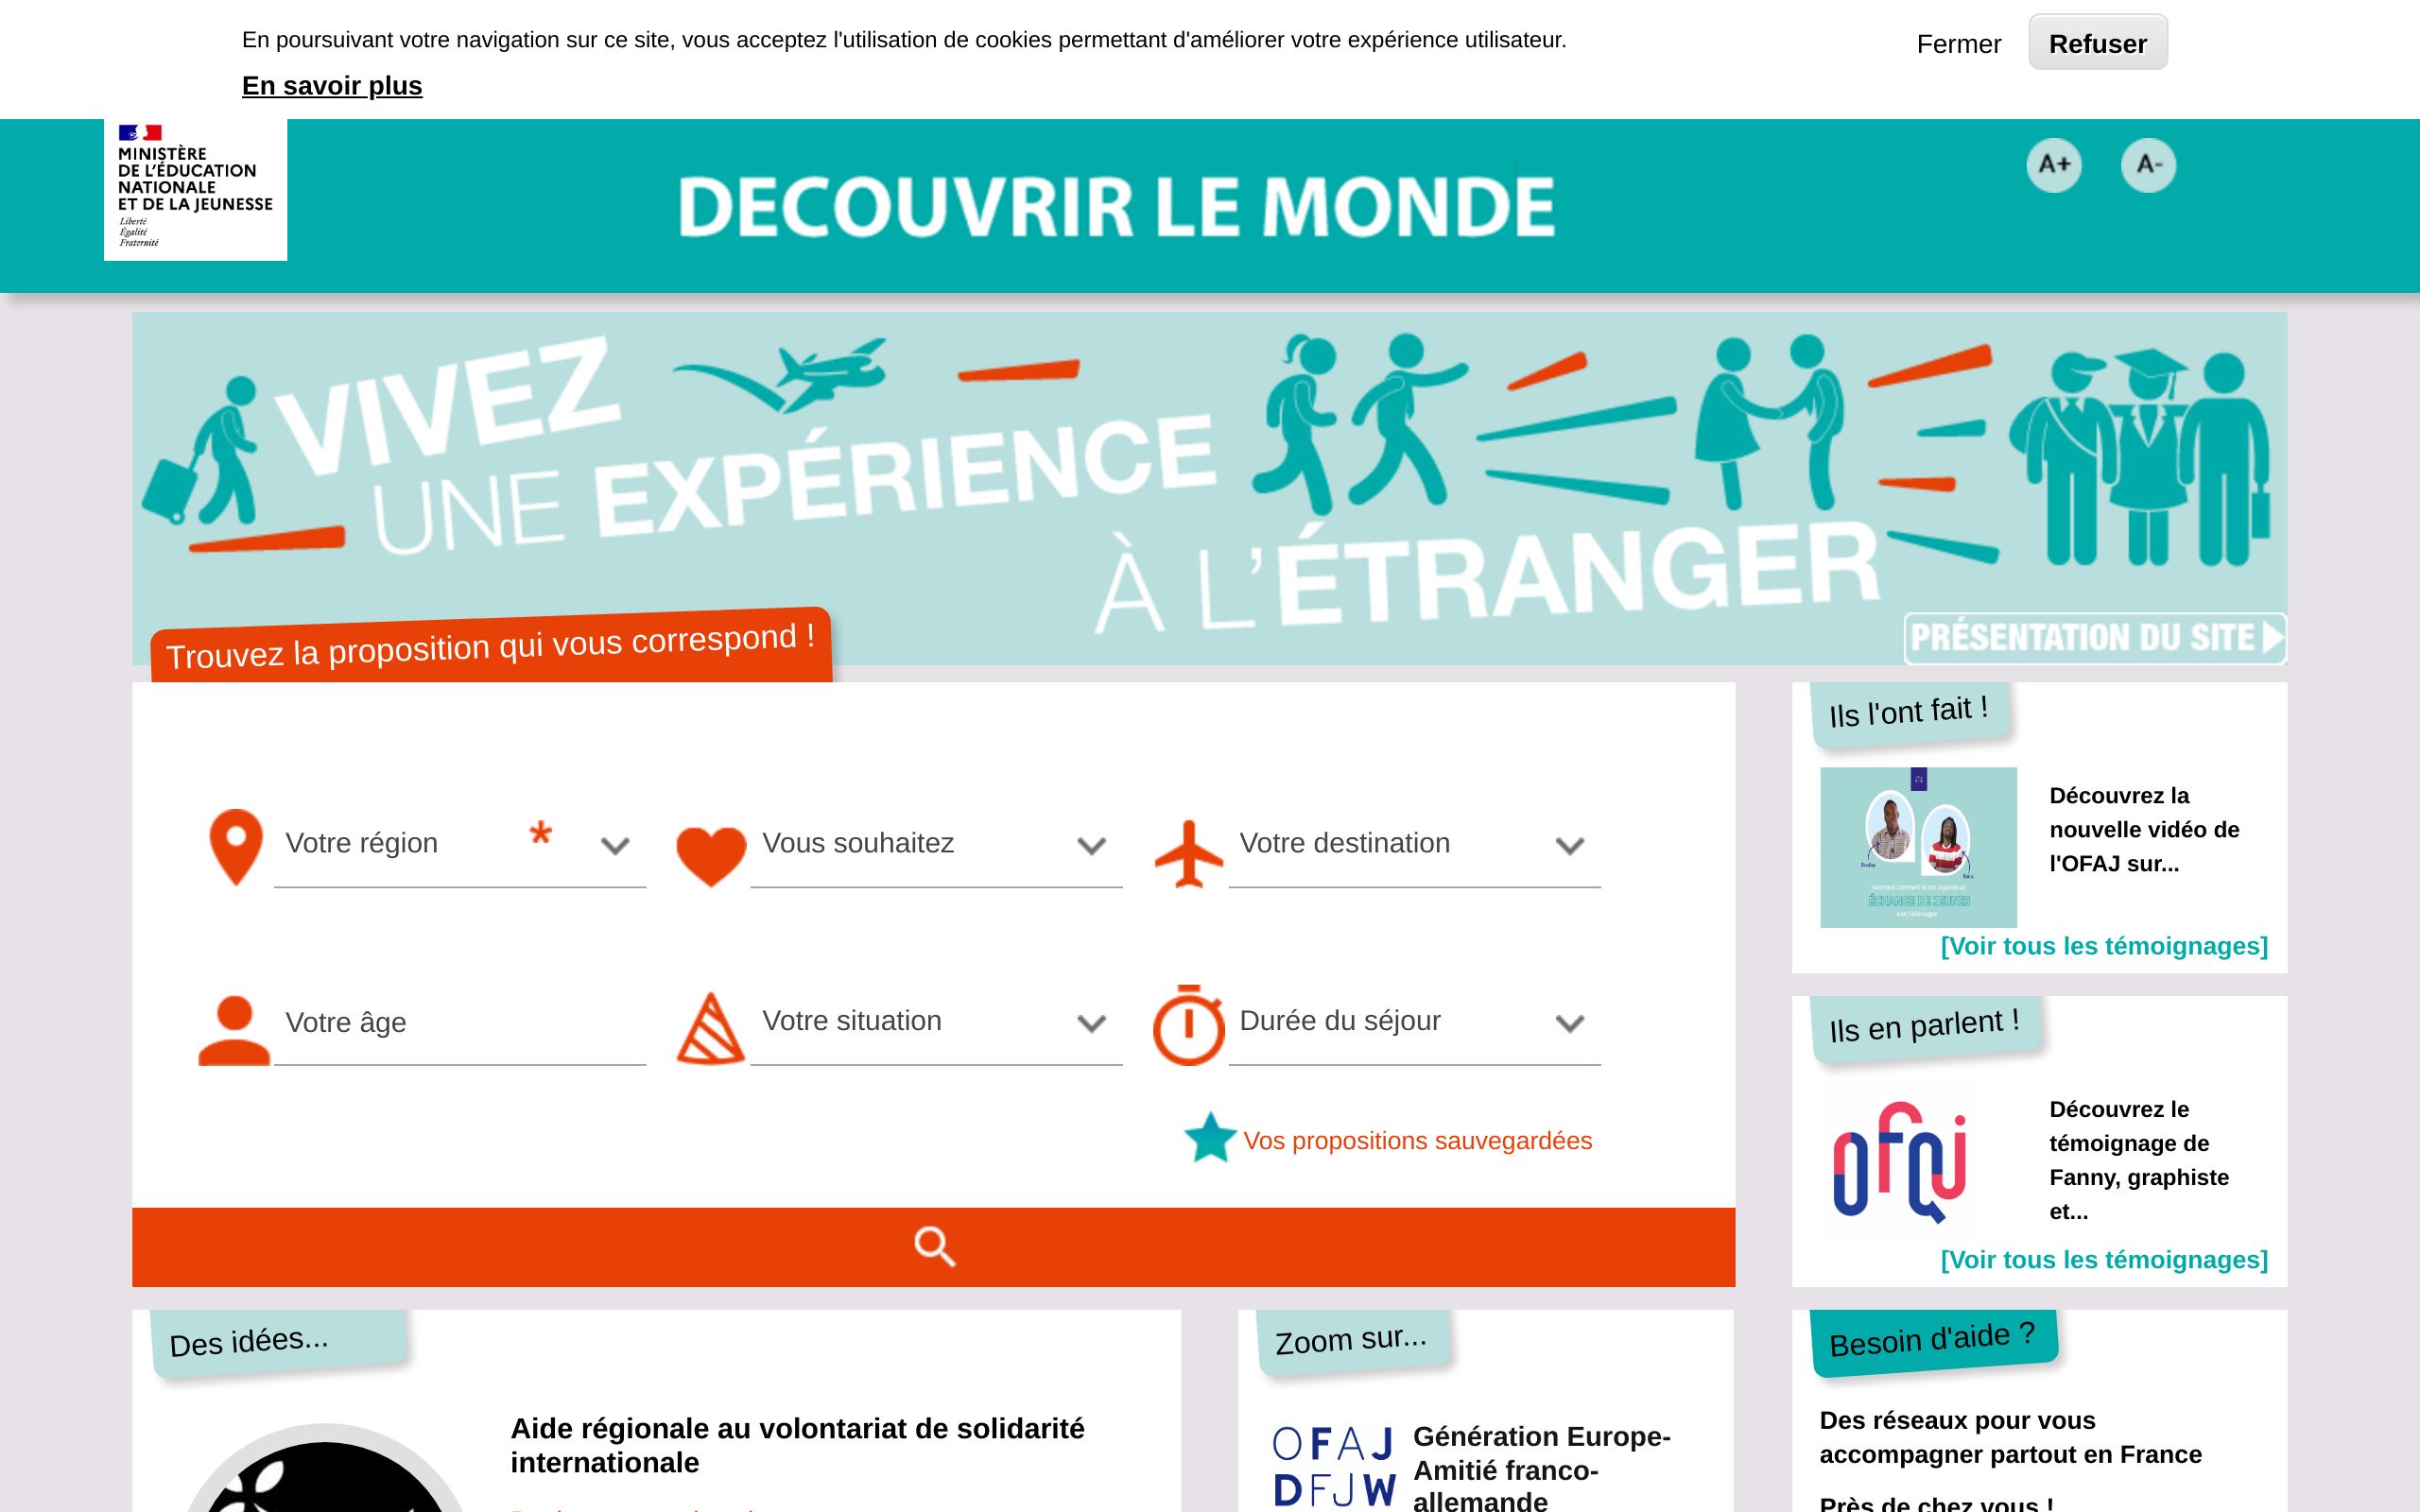 En poursuivant votre navigation sur ce site, vous acceptez l'utilisation de cookies permettant d'améliorer votre expérience utilisateur.
En savoir plus
Fermer
Refuser
MINISTÈRE
DE L'ÉDUCATION
NATIONALE
ET DE LA JEUNESSE
Liberté
Égalité
Fraternité
DECOUVRIR LE MONDE
A+
A-
VIVEZ
UNE EXPÉRIENCE
À L'ÉTRANGER
PRÉSENTATION DU SITE
Trouvez la proposition qui vous correspond !
Votre région *
Vous souhaitez
Votre destination
Votre âge
Votre situation
Durée du séjour
Vos propositions sauvegardées
Ils l'ont fait !
ÉCHANGE DE JEUNES
avec l'Allemagne
Découvrez la
nouvelle vidéo de
l'OFAJ sur...
[Voir tous les témoignages]
Ils en parlent !
ofqj
Découvrez le
témoignage de
Fanny, graphiste
et...
[Voir tous les témoignages]
Des idées...
Aide régionale au volontariat de solidarité
internationale
Zoom sur...
OFAJ
DFJW
Génération Europe-
Amitié franco-
allemande
Besoin d'aide ?
Des réseaux pour vous
accompagner partout en France
Près de chez vous !